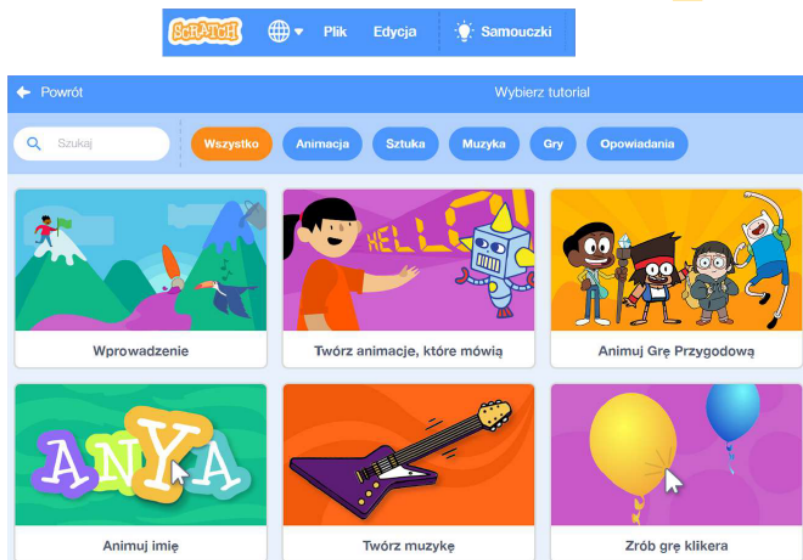 SCRATCH Plik Edycja Samouczki
Powrót Wybierz tutorial
Szukaj Wszystko Animacja Sztuka Muzyka Gry Opowiadania
HELLO!
Wprowadzenie Twórz animacje, które mówią Animuj Grę Przygodową
ANYA
Animuj imię Twórz muzykę Zrób grę klikera